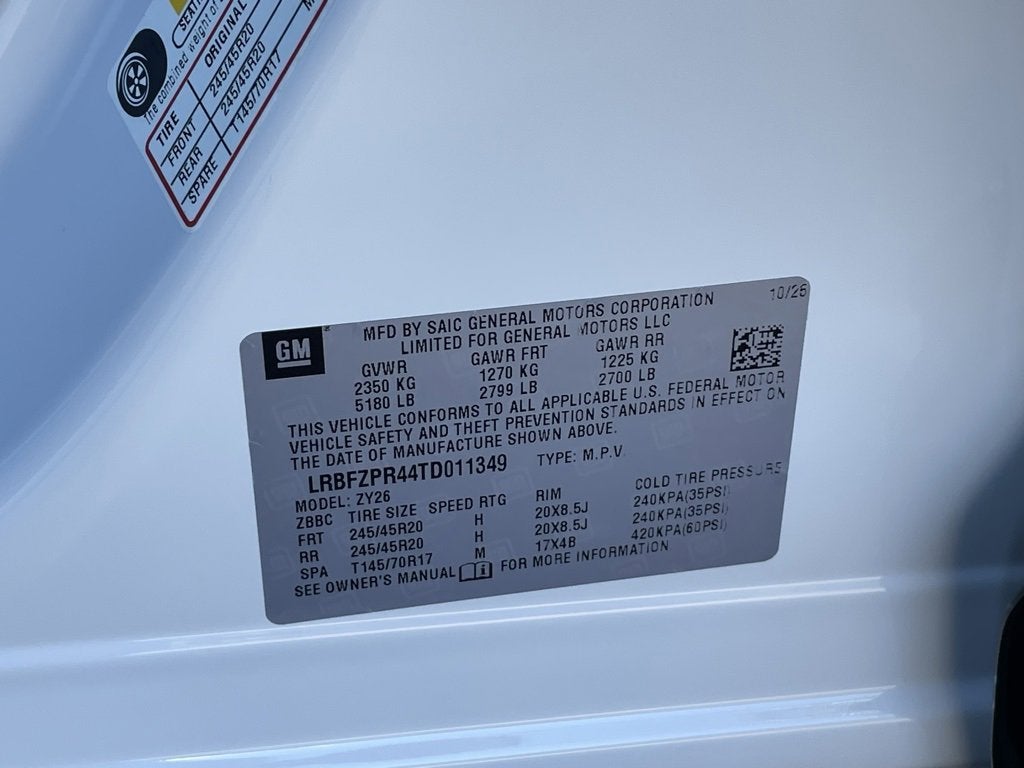 SEATI
The combined weight of
TIRE ORIGINAL
FRONT 245/45R20
REAR 245/45R20
SPARE T145/70R17
GM
MFD BY SAIC GENERAL MOTORS CORPORATION 10/25
LIMITED FOR GENERAL MOTORS LLC
GVWR GAWR FRT GAWR RR
2350 KG 1270 KG 1225 KG
5180 LB 2799 LB 2700 LB
THIS VEHICLE CONFORMS TO ALL APPLICABLE U.S. FEDERAL MOTOR
VEHICLE SAFETY AND THEFT PREVENTION STANDARDS IN EFFECT ON
THE DATE OF MANUFACTURE SHOWN ABOVE.
LRBFZPR44TD011349 TYPE: M.P.V.
MODEL: ZY26
ZBBC TIRE SIZE SPEED RTG RIM COLD TIRE PRESSURE
FRT 245/45R20 H 20X8.5J 240KPA(35PSI)
RR 245/45R20 H 20X8.5J 240KPA(35PSI)
SPA T145/70R17 M 17X4B 420KPA(60PSI)
SEE OWNER'S MANUAL FOR MORE INFORMATION